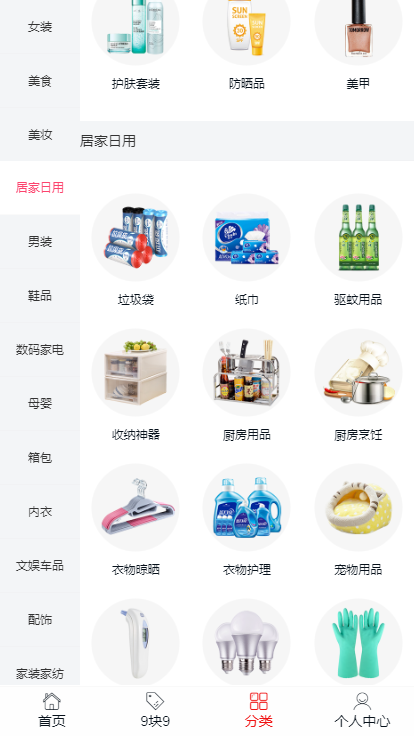 女装
美食
美妆
居家日用
男装
鞋品
数码家电
母婴
箱包
内衣
文娱车品
配饰
家装家纺
SUN
SCREEN
SUN
护肤套装
防晒品
美甲
居家日用
垃圾袋
纸巾
驱蚊用品
收纳神器
厨房用品
厨房烹饪
衣物晾晒
衣物护理
宠物用品
首页
9块9
分类
个人中心